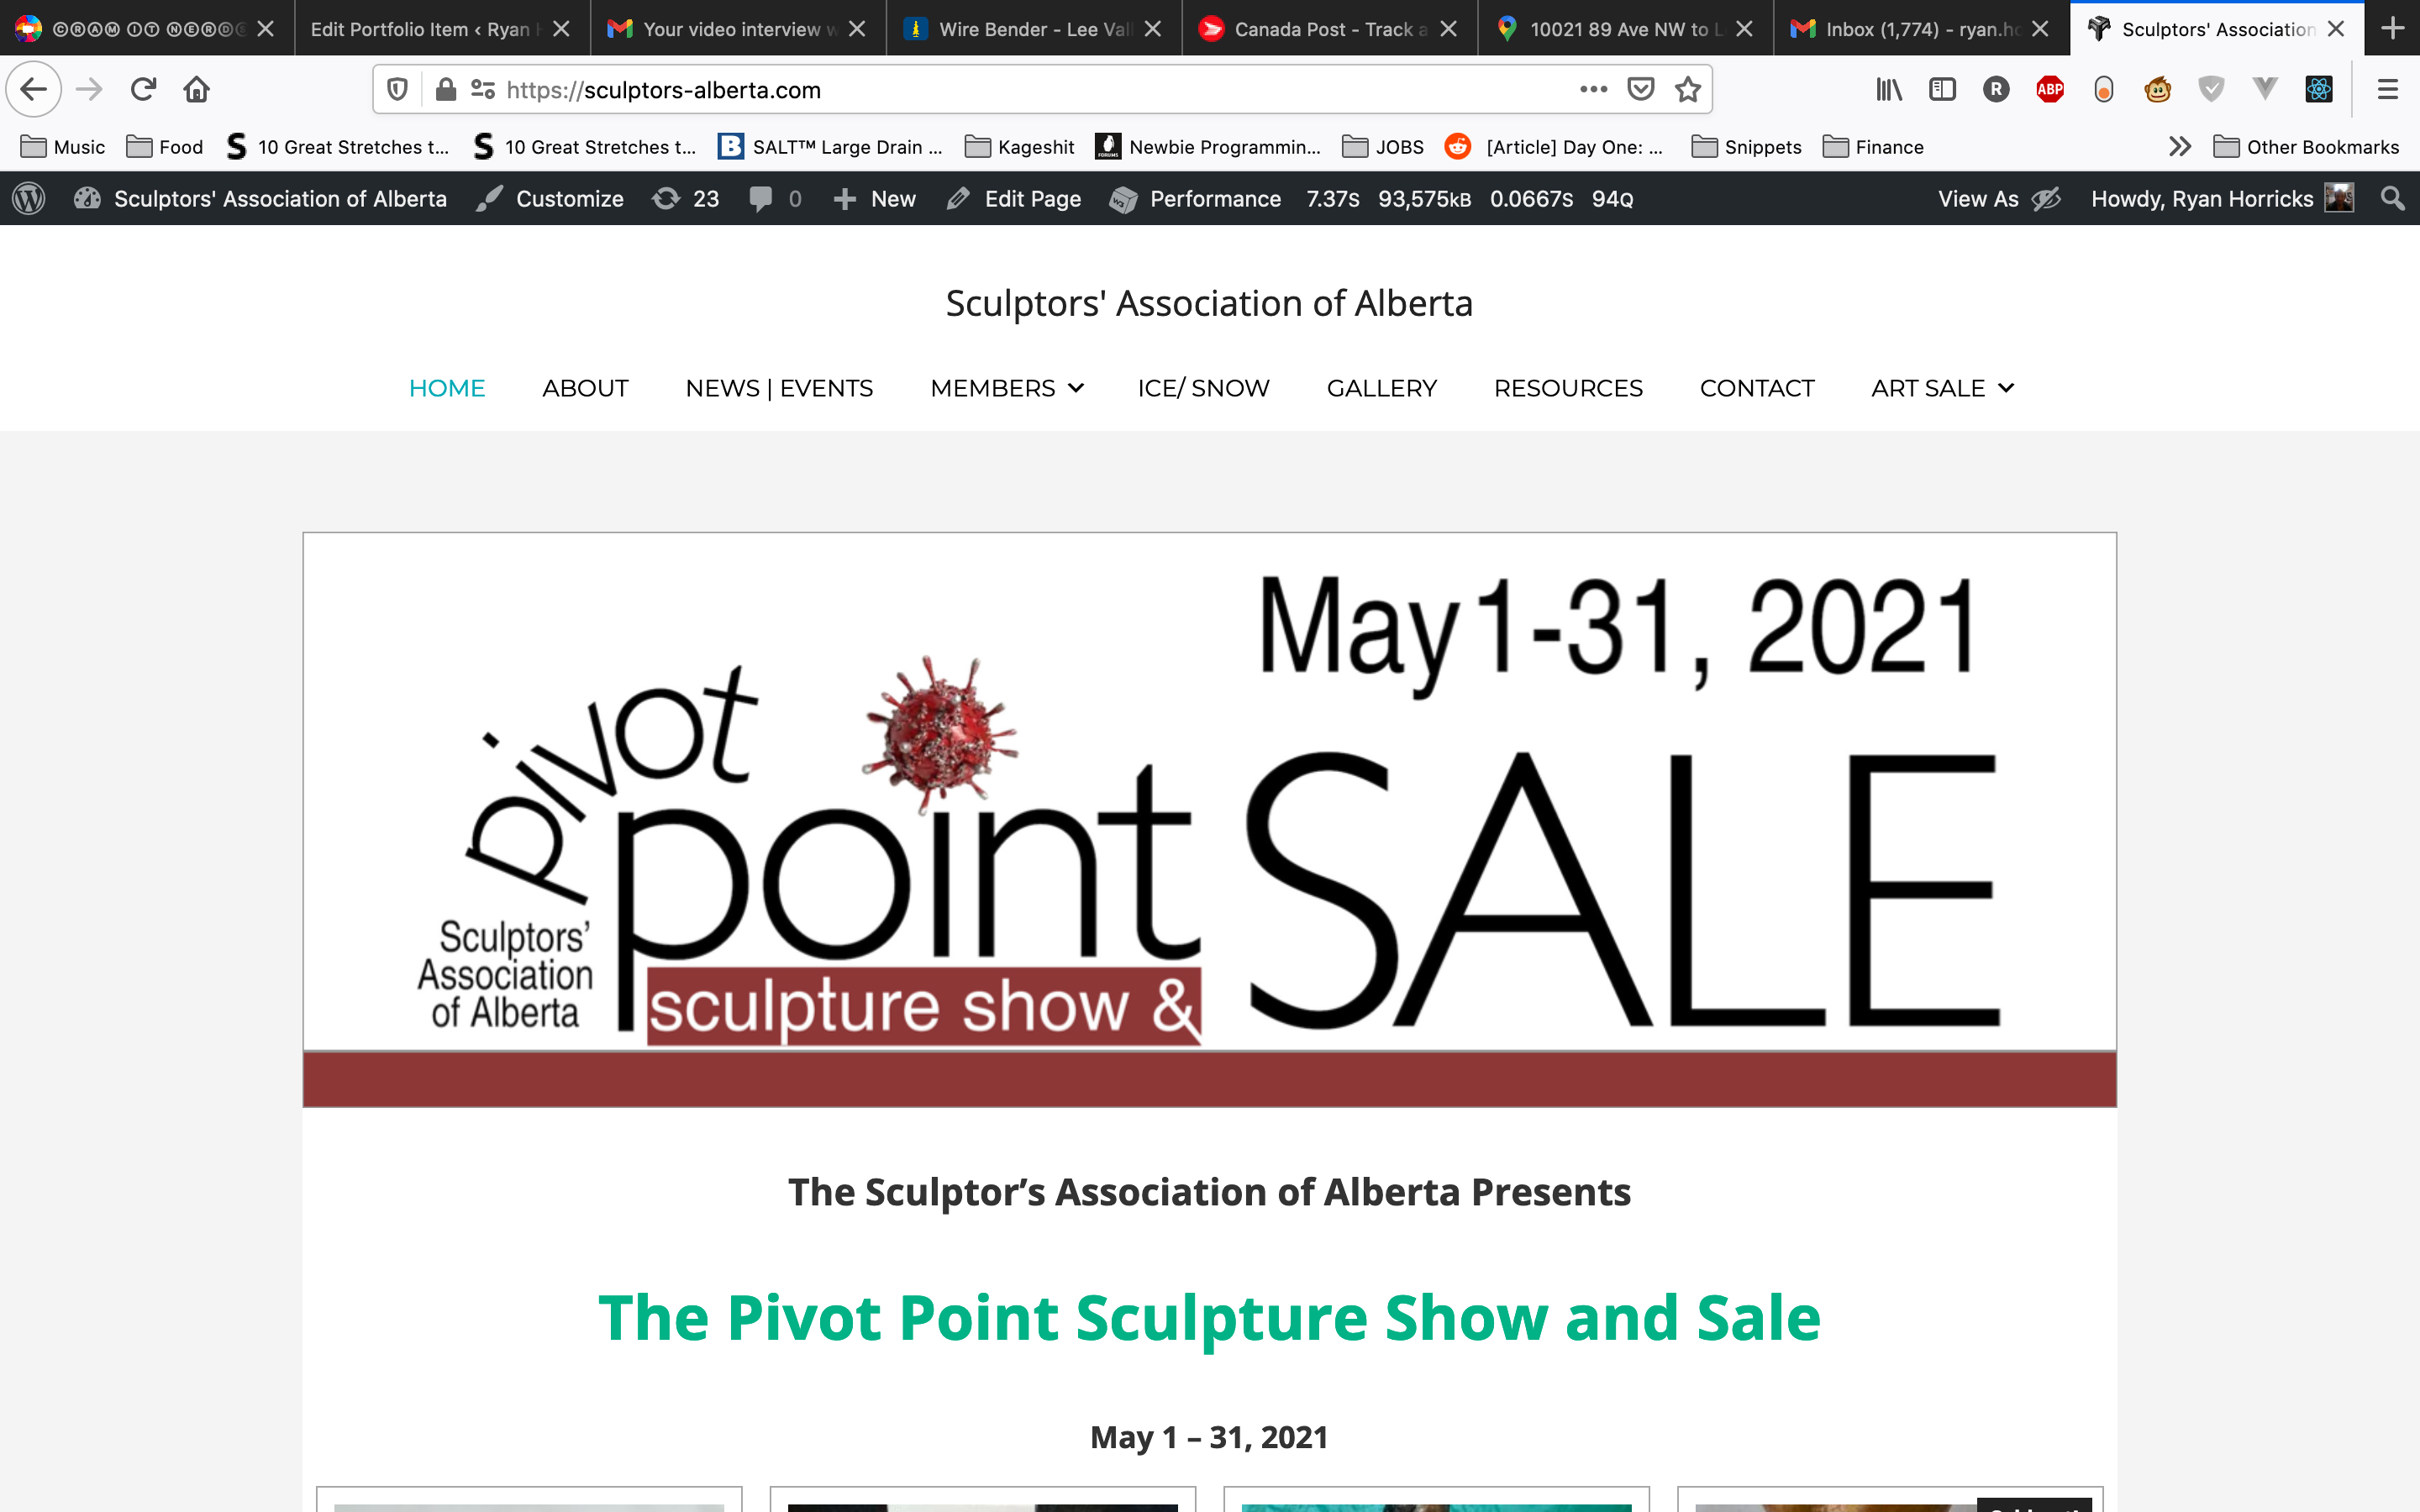 ⒸⓇⒶⓂ ⒾⓉ ⓃⒺⓇⒹⓈ
Edit Portfolio Item ‹ Ryan H
Your video interview w
Wire Bender - Lee Val
Canada Post - Track a
10021 89 Ave NW to L
Inbox (1,774) - ryan.ho
Sculptors' Association
https://sculptors-alberta.com
R
ABP
Music
Food
S 10 Great Stretches t...
S 10 Great Stretches t...
B SALT™ Large Drain ...
Kageshit
FORUMS Newbie Programmin...
JOBS
[Article] Day One: ...
Snippets
Finance
Other Bookmarks
Sculptors' Association of Alberta
Customize
23
0
New
Edit Page
W3 Performance
7.37S 93,575KB 0.0667S 94Q
View As
Howdy, Ryan Horricks
Sculptors' Association of Alberta
HOME
ABOUT
NEWS | EVENTS
MEMBERS
ICE/ SNOW
GALLERY
RESOURCES
CONTACT
ART SALE
May 1-31, 2021
pivot
point SALE
Sculptors’
Association
of Alberta
sculpture show &
The Sculptor’s Association of Alberta Presents
The Pivot Point Sculpture Show and Sale
May 1 – 31, 2021